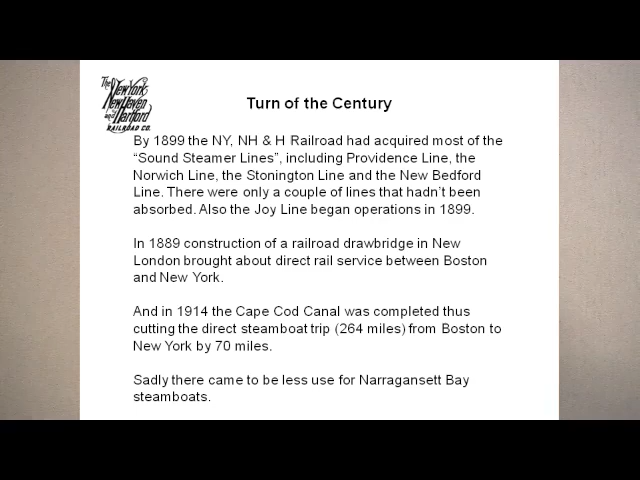 The New York
New Haven
and Hartford
RAILROAD CO.
Turn of the Century
By 1899 the NY, NH & H Railroad had acquired most of the
“Sound Steamer Lines”, including Providence Line, the
Norwich Line, the Stonington Line and the New Bedford
Line. There were only a couple of lines that hadn’t been
absorbed. Also the Joy Line began operations in 1899.
In 1889 construction of a railroad drawbridge in New
London brought about direct rail service between Boston
and New York.
And in 1914 the Cape Cod Canal was completed thus
cutting the direct steamboat trip (264 miles) from Boston to
New York by 70 miles.
Sadly there came to be less use for Narragansett Bay
steamboats.